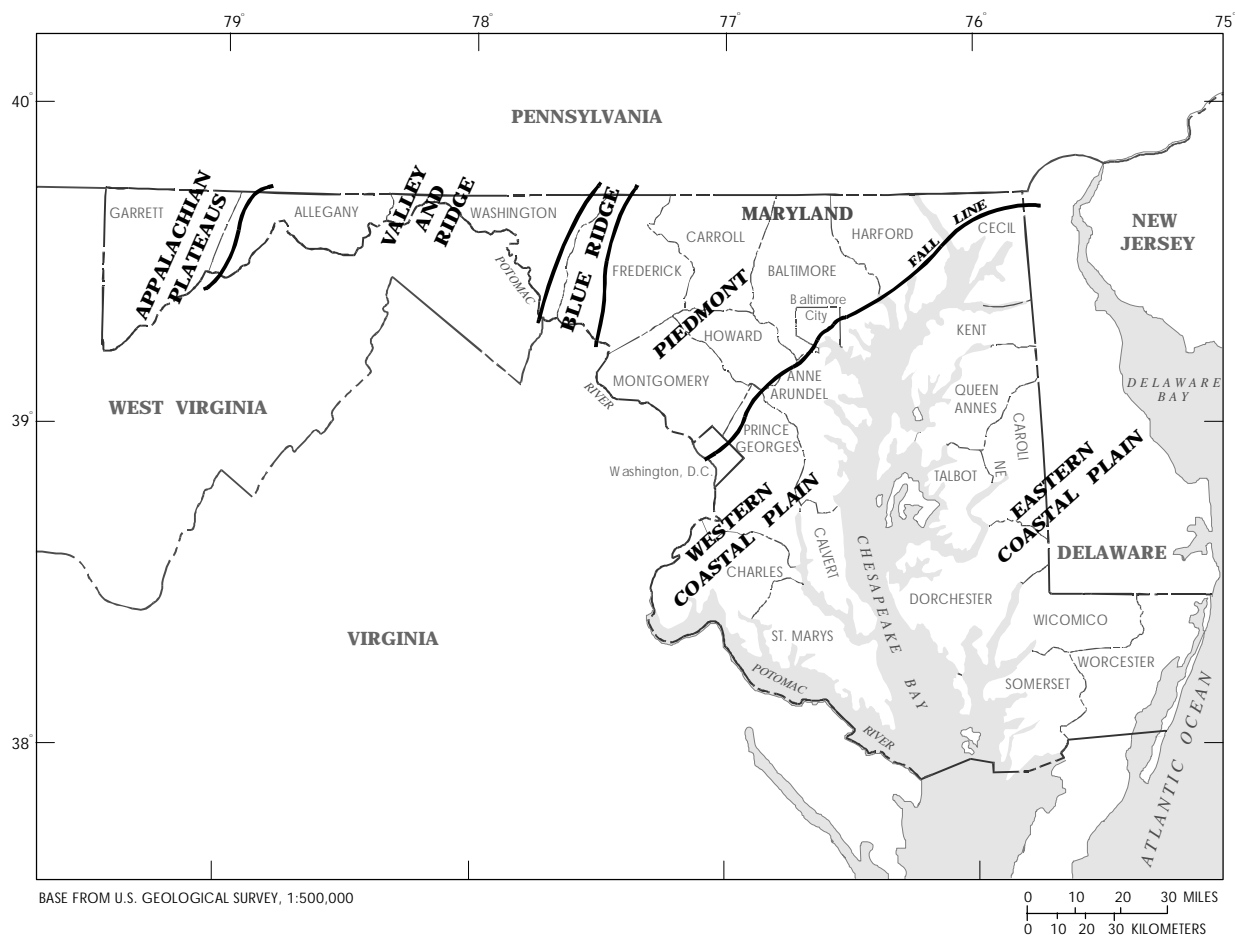 79°
78°
77°
76°
75°
40°
PENNSYLVANIA
GARRETT
APPALACHIAN
PLATEAUS
ALLEGANY
VALLEY
AND
RIDGE
WASHINGTON
POTOMAC
BLUE RIDGE
FREDERICK
CARROLL
MARYLAND
BALTIMORE
HARFORD
FALL LINE
CECIL
NEW
JERSEY
Baltimore
City
PIEDMONT
HOWARD
KENT
MONTGOMERY
RIVER
ANNE
ARUNDEL
QUEEN
ANNES
DELAWARE
BAY
WEST VIRGINIA
39°
PRINCE
GEORGES
Washington, D.C.
CAROLI
NE
TALBOT
EASTERN
COASTAL PLAIN
WESTERN
COASTAL PLAIN
DELAWARE
CHARLES
CALVERT
CHESAPEAKE BAY
DORCHESTER
WICOMICO
VIRGINIA
ST. MARYS
WORCESTER
SOMERSET
POTOMAC
RIVER
38°
ATLANTIC OCEAN
BASE FROM U.S. GEOLOGICAL SURVEY, 1:500,000
0 10 20 30 MILES
0 10 20 30 KILOMETERS